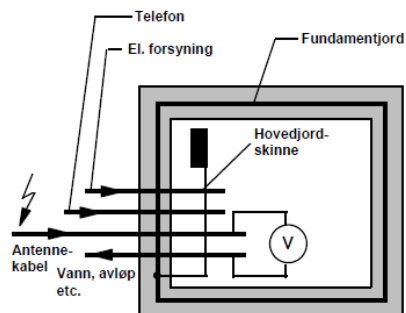 Telefon
El. forsyning
Fundamentjord
Hovedjord-
skinne
V
Antenne-
kabel
Vann, avløp
etc.